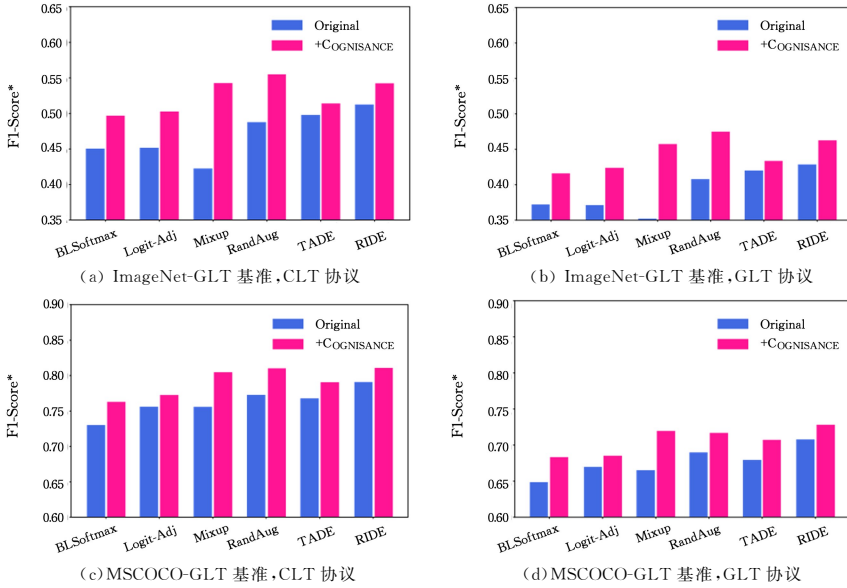 0.65
0.60
0.55
0.50
0.45
0.40
0.35
F1-Score*
Original
+COGNISANCE
BLSoftmax
Logit-Adj
Mixup
RandAug
TADE
RIDE
(a) ImageNet-GLT 基准,CLT 协议
0.65
0.60
0.55
0.50
0.45
0.40
0.35
F1-Score*
Original
+COGNISANCE
BLSoftmax
Logit-Adj
Mixup
RandAug
TADE
RIDE
(b) ImageNet-GLT 基准,GLT 协议
0.90
0.85
0.80
0.75
0.70
0.65
0.60
F1-Score*
Original
+COGNISANCE
BLSoftmax
Logit-Adj
Mixup
RandAug
TADE
RIDE
(c)MSCOCO-GLT 基准,CLT 协议
0.90
0.85
0.80
0.75
0.70
0.65
0.60
F1-Score*
Original
+COGNISANCE
BLSoftmax
Logit-Adj
Mixup
RandAug
TADE
RIDE
(d)MSCOCO-GLT 基准,GLT 协议